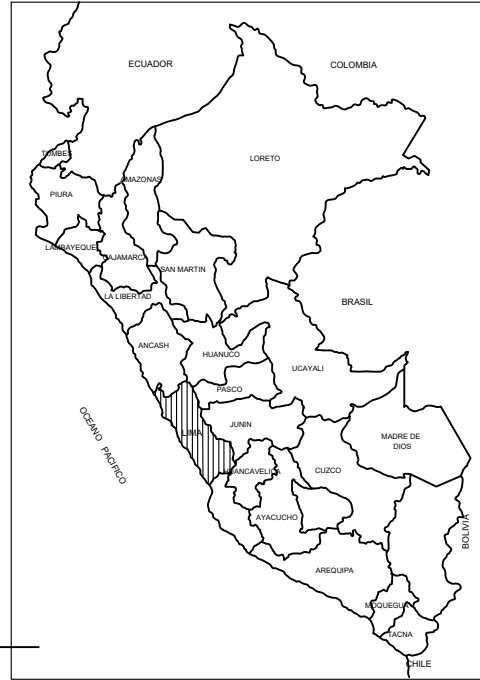 ECUADOR
COLOMBIA
TUMBES
LORETO
AMAZONAS
PIURA
LAMBAYEQUE
CAJAMARCA
SAN MARTIN
LA LIBERTAD
BRASIL
ANCASH
HUANUCO
UCAYALI
PASCO
OCEANO PACIFICO
LIMA
JUNIN
MADRE DE
DIOS
HUANCAVELICA
CUZCO
AYACUCHO
BOLIVIA
AREQUIPA
MOQUEGUA
TACNA
CHILE